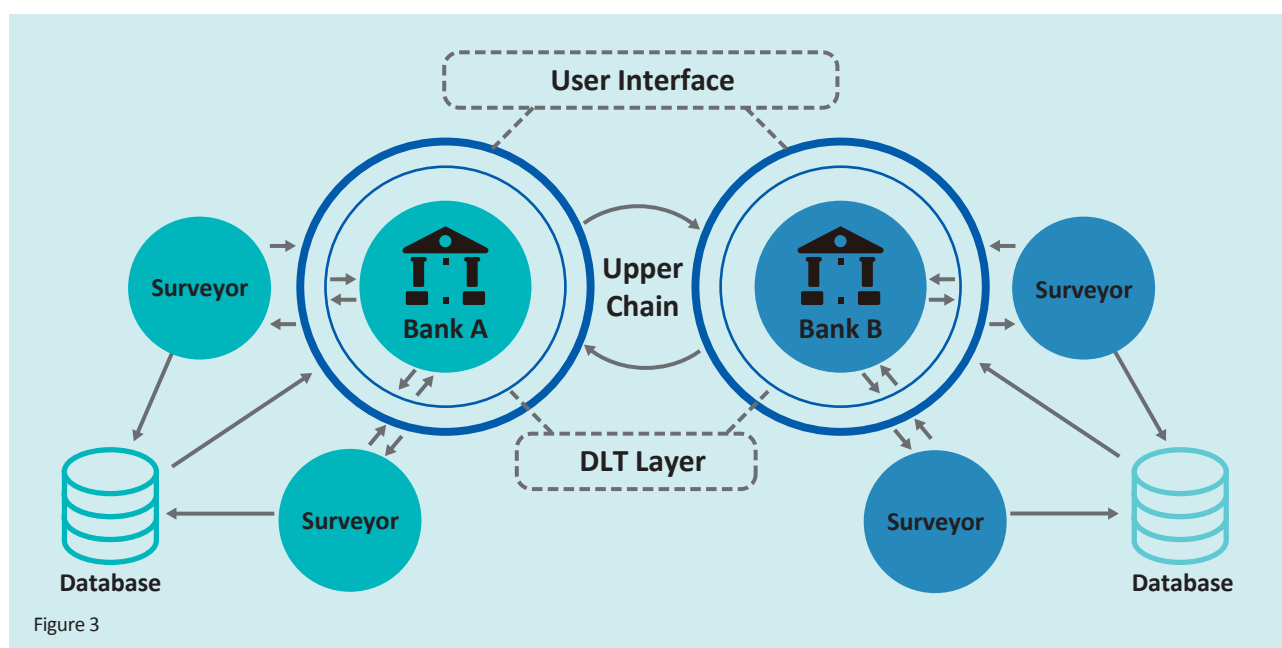 User Interface
Surveyor
Bank A
Upper
Chain
Bank B
Surveyor
DLT Layer
Surveyor
Surveyor
Database
Database
Figure 3